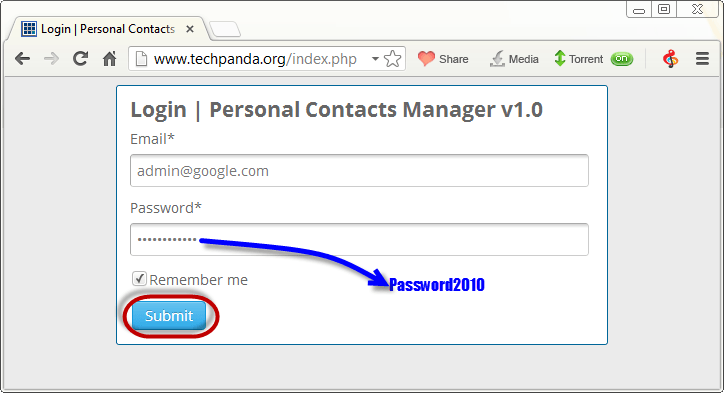 Login | Personal Contacts
www.techpanda.org/index.php
Share
Media
Torrent
on
Login | Personal Contacts Manager v1.0
Email*
admin@google.com
Password*
••••••••••••
Password2010
Remember me
Submit